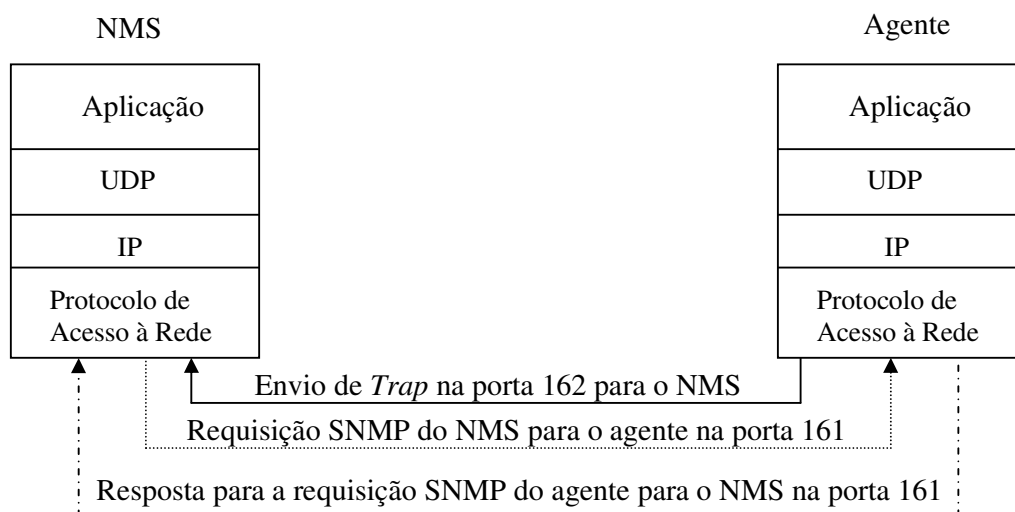 NMS
Agente
Aplicação
UDP
IP
Protocolo de
Acesso à Rede
Aplicação
UDP
IP
Protocolo de
Acesso à Rede
Envio de Trap na porta 162 para o NMS
Requisição SNMP do NMS para o agente na porta 161
Resposta para a requisição SNMP do agente para o NMS na porta 161